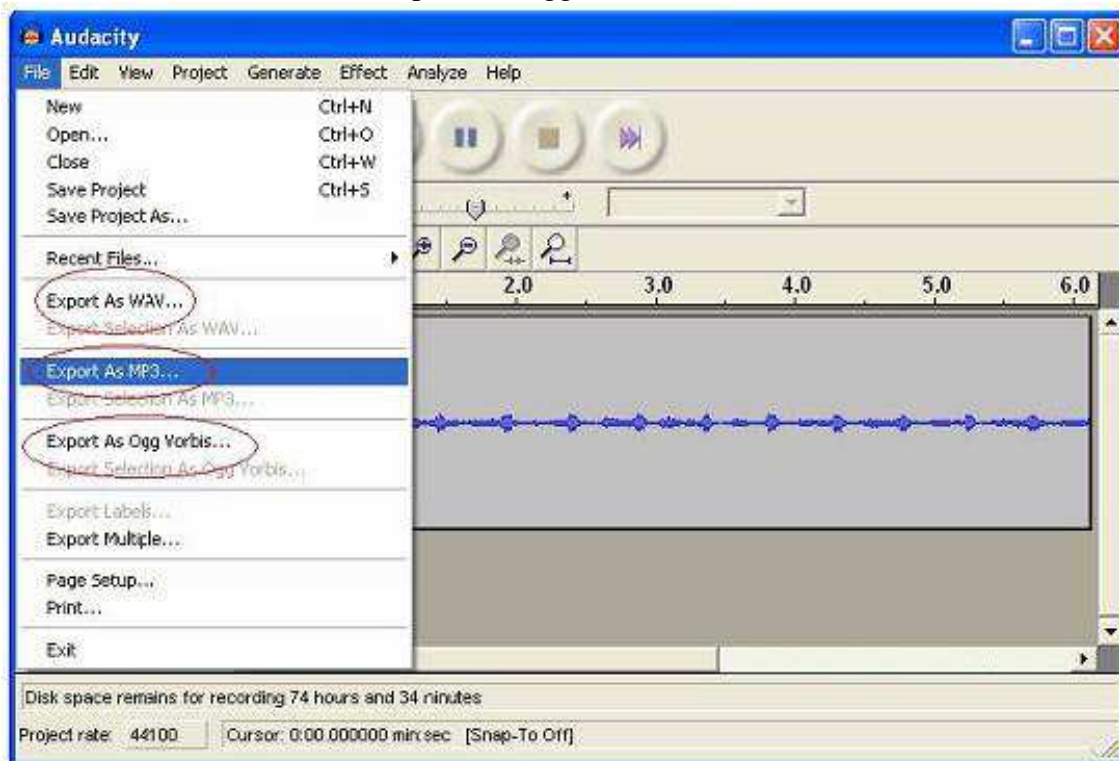 Audacity
File Edit View Project Generate Effect Analyze Help
New Ctrl+N
Open... Ctrl+O
Close Ctrl+W
Save Project Ctrl+S
Save Project As...
Recent Files...
Export As WAV...
Export Selection As WAV...
Export As MP3...
Export Selection As MP3...
Export As Ogg Vorbis...
Export Selection As Ogg Vorbis...
Export Labels...
Export Multiple...
Page Setup...
Print...
Exit
2.0 3.0 4.0 5.0 6.0
Disk space remains for recording 74 hours and 34 minutes
Project rate: 44100 Cursor: 0:00.000000 min:sec [Snap-To Off]